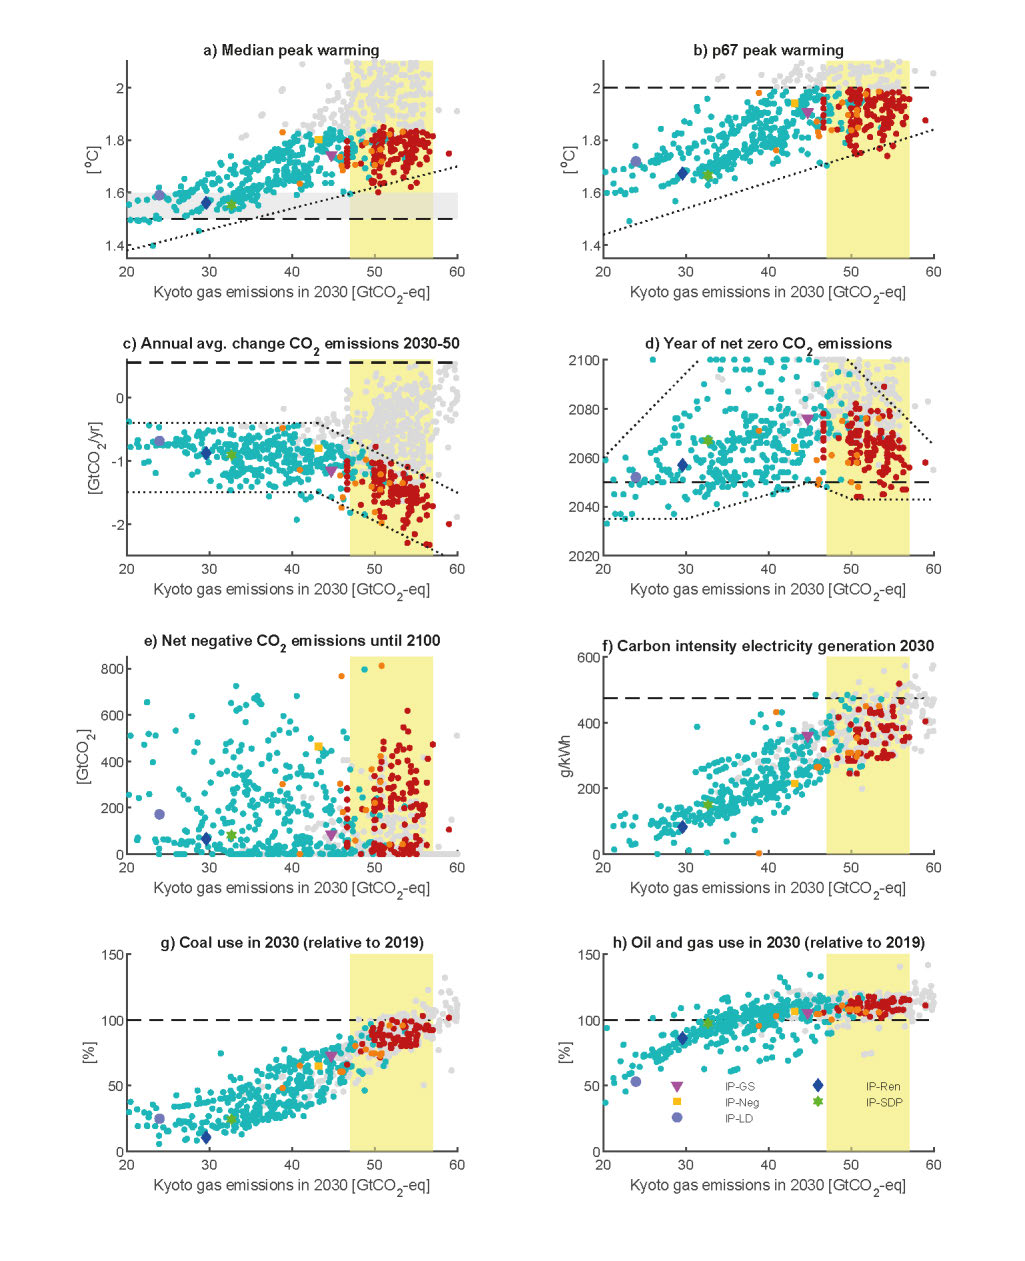 a) Median peak warming
b) p67 peak warming
2
1.8
1.6
1.4
[°C]
20 30 40 50 60
Kyoto gas emissions in 2030 [GtCO2-eq]
2
1.8
1.6
1.4
[°C]
20 30 40 50 60
Kyoto gas emissions in 2030 [GtCO2-eq]
c) Annual avg. change CO2 emissions 2030-50
d) Year of net zero CO2 emissions
0
-1
-2
[GtCO2/yr]
20 30 40 50 60
Kyoto gas emissions in 2030 [GtCO2-eq]
2100
2080
2060
2040
2020
20 30 40 50 60
Kyoto gas emissions in 2030 [GtCO2-eq]
e) Net negative CO2 emissions until 2100
f) Carbon intensity electricity generation 2030
800
600
400
200
0
[GtCO2]
20 30 40 50 60
Kyoto gas emissions in 2030 [GtCO2-eq]
600
400
200
0
g/kWh
20 30 40 50 60
Kyoto gas emissions in 2030 [GtCO2-eq]
g) Coal use in 2030 (relative to 2019)
h) Oil and gas use in 2030 (relative to 2019)
150
100
50
0
[%]
20 30 40 50 60
Kyoto gas emissions in 2030 [GtCO2-eq]
150
100
50
0
[%]
IP-GS
IP-Ren
IP-Neg
IP-SDP
IP-LD
20 30 40 50 60
Kyoto gas emissions in 2030 [GtCO2-eq]